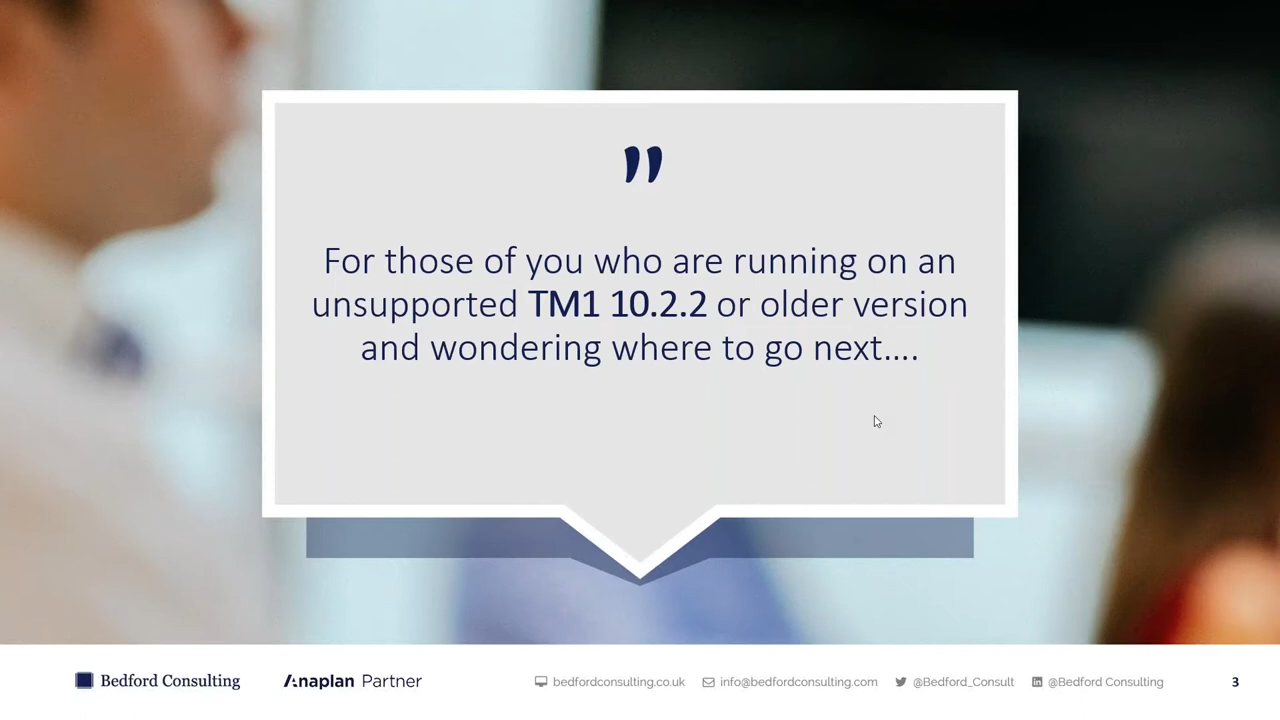 ”
For those of you who are running on an
unsupported TM1 10.2.2 or older version
and wondering where to go next....
Bedford Consulting
Anaplan Partner
bedfordconsulting.co.uk
info@bedfordconsulting.com
@Bedford_Consult
@Bedford Consulting
3